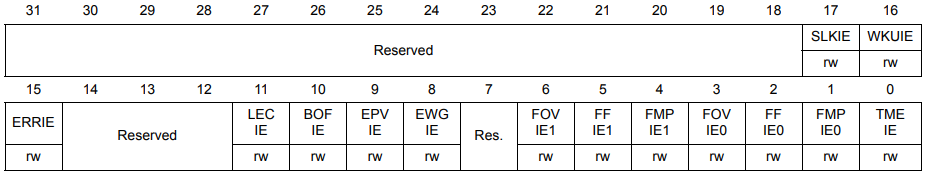 31 30 29 28 27 26 25 24 23 22 21 20 19 18 17 16
Reserved SLKIE WKUIE
rw rw
15 14 13 12 11 10 9 8 7 6 5 4 3 2 1 0
ERRIE Reserved LEC BOF EPV EWG Res. FOV FF FMP FOV FF FMP TME
IE IE IE IE IE1 IE1 IE1 IE0 IE0 IE0 IE
rw rw rw rw rw rw rw rw rw rw rw rw